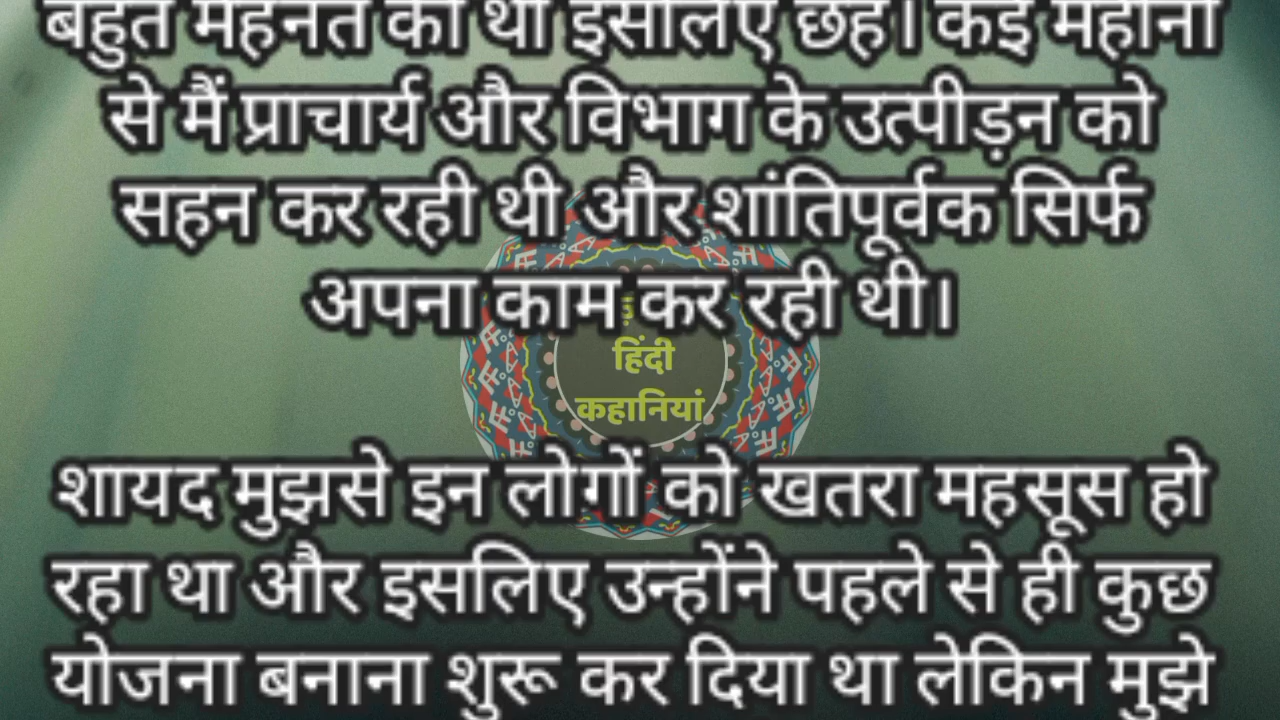 बहुत मेहनत की थी इसलिए छह। कई महीनों
से मैं प्राचार्य और विभाग के उत्पीड़न को
सहन कर रही थी और शांतिपूर्वक सिर्फ
अपना काम कर रही थी।
हिंदी
कहानियां
शायद मुझसे इन लोगों को खतरा महसूस हो
रहा था और इसलिए उन्होंने पहले से ही कुछ
योजना बनाना शुरू कर दिया था लेकिन मुझे